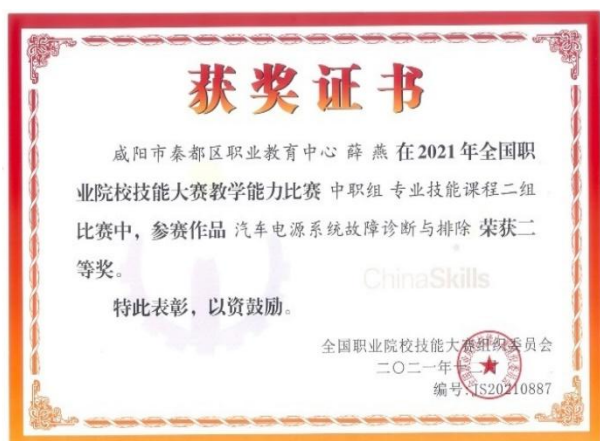 获奖证书
咸阳市秦都区职业教育中心 薛 燕 在2021年全国职
业院校技能大赛教学能力比赛 中职组 专业技能课程二组
比赛中，参赛作品 汽车电源系统故障诊断与排除 荣获二
等奖。
ChinaSkills
特此表彰，以资鼓励。
全国职业院校技能大赛组织委员会
二〇二一年十二月
编号:JS20210887